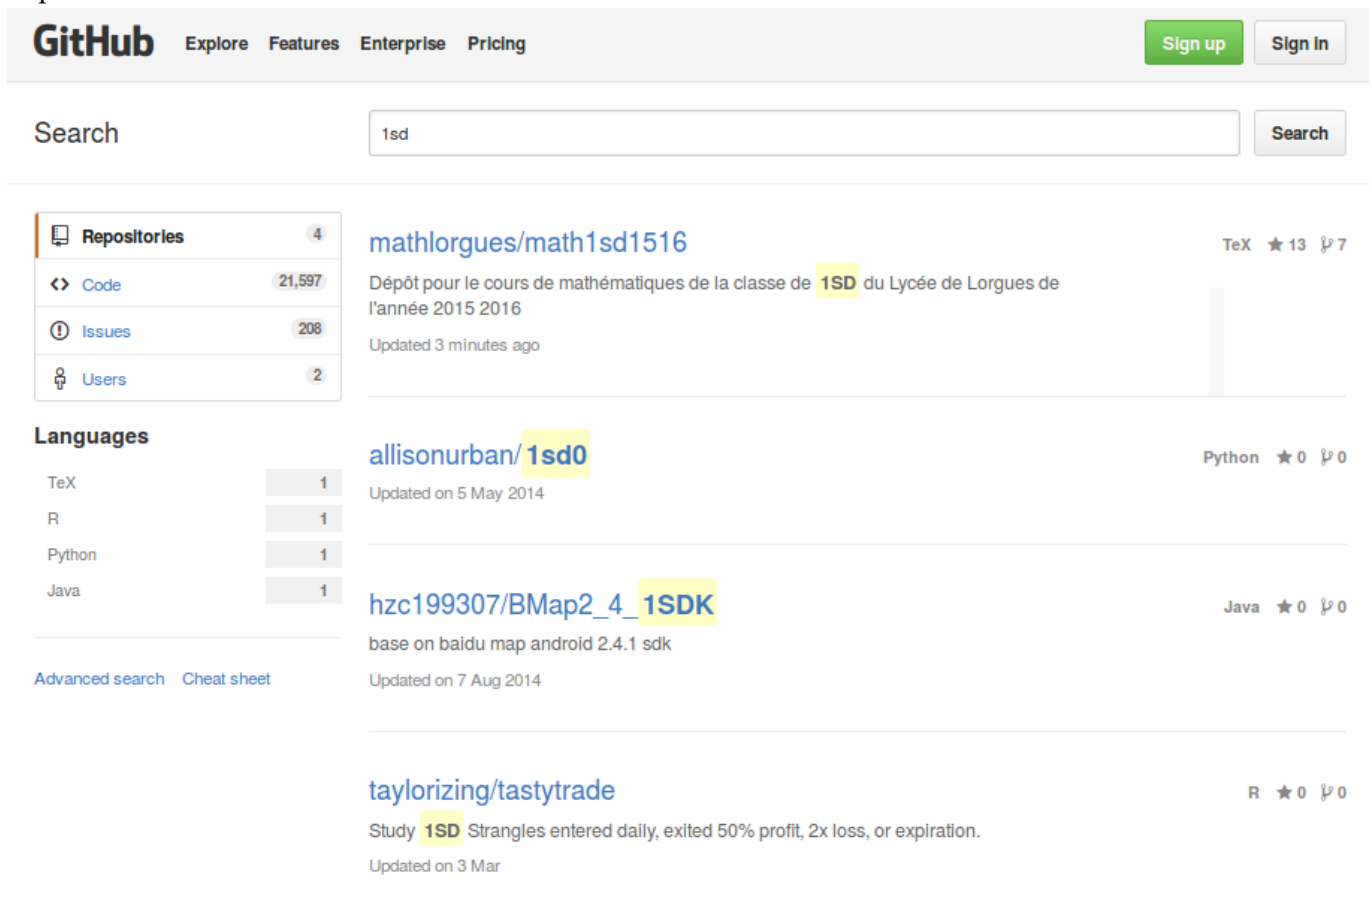 GitHub Explore Features Enterprise Pricing Sign up Sign in
Search 1sd Search
Repositories 4
Code 21,597
Issues 208
Users 2
Languages
TeX 1
R 1
Python 1
Java 1
Advanced search Cheat sheet
mathlorgues/math1sd1516 TeX 13 7
Dépôt pour le cours de mathématiques de la classe de 1SD du Lycée de Lorgues de
l'année 2015 2016
Updated 3 minutes ago
allisonurban/1sd0 Python 0 0
Updated on 5 May 2014
hzc199307/BMap2_4_1SDK Java 0 0
base on baidu map android 2.4.1 sdk
Updated on 7 Aug 2014
taylorizing/tastytrade R 0 0
Study 1SD Strangles entered daily, exited 50% profit, 2x loss, or expiration.
Updated on 3 Mar